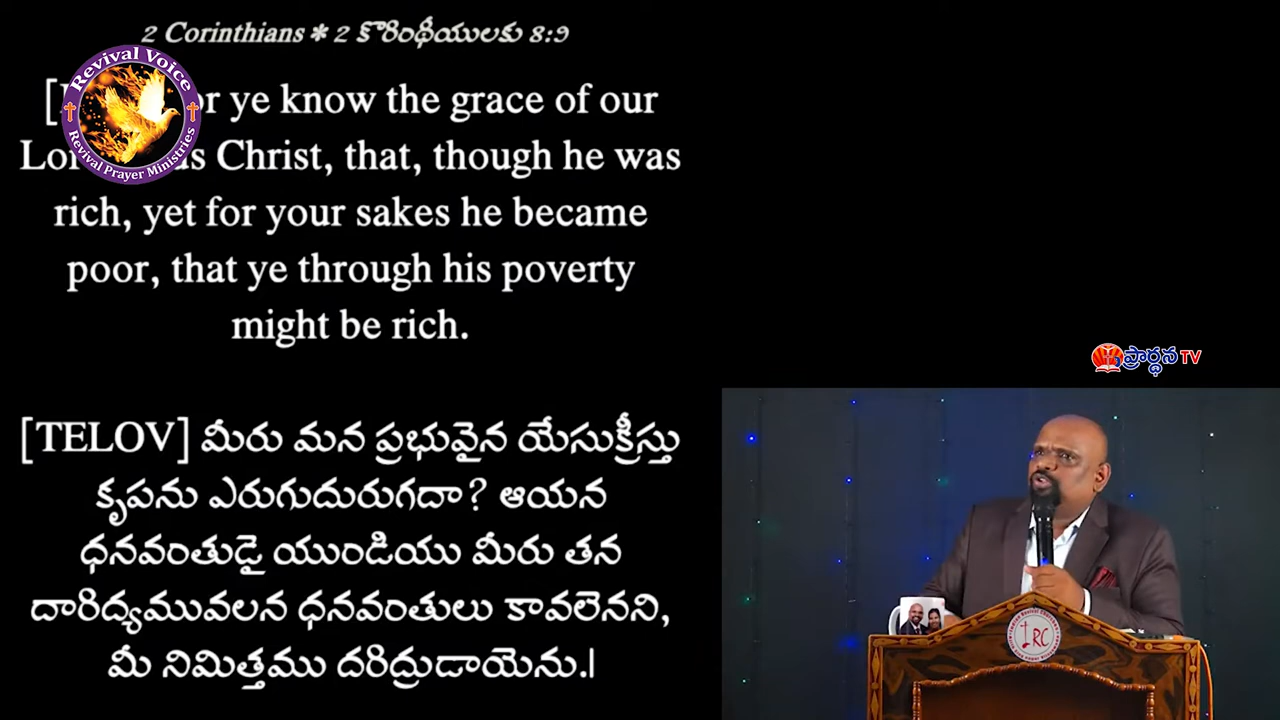 2 Corinthians * 2 కొరింథీయులకు 8:9
Revival Voice
Revival Prayer Ministries
ye know the grace of our
Christ, that, though he was
rich, yet for your sakes he became
poor, that ye through his poverty
might be rich.
ప్రార్థన TV
[TELOV] మీరు మన ప్రభువైన యేసుక్రీస్తు
కృపను ఎరుగుదురుగదా? ఆయన
ధనవంతుడై యుండియు మీరు తన
దారిద్ర్యమువలన ధనవంతులు కావలెనని,
మీ నిమిత్తము దరిద్రుడాయెను.|
IRC